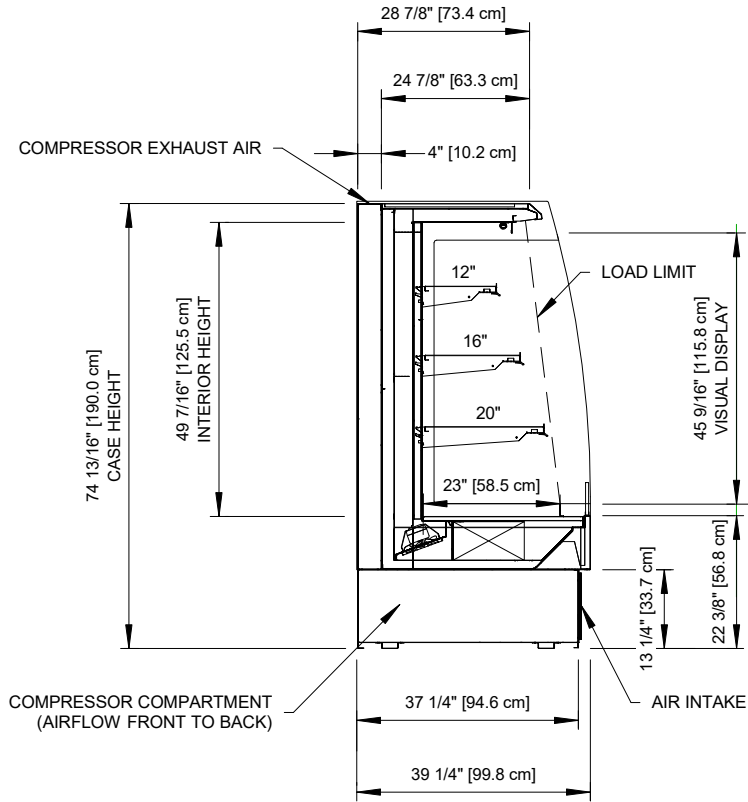 28 7/8" [73.4 cm]
24 7/8" [63.3 cm]
COMPRESSOR EXHAUST AIR
4" [10.2 cm]
12"
LOAD LIMIT
16"
20"
74 13/16" [190.0 cm]
CASE HEIGHT
49 7/16" [125.5 cm]
INTERIOR HEIGHT
45 9/16" [115.8 cm]
VISUAL DISPLAY
23" [58.5 cm]
13 1/4" [33.7 cm]
22 3/8" [56.8 cm]
COMPRESSOR COMPARTMENT
(AIRFLOW FRONT TO BACK)
37 1/4" [94.6 cm]
AIR INTAKE
39 1/4" [99.8 cm]